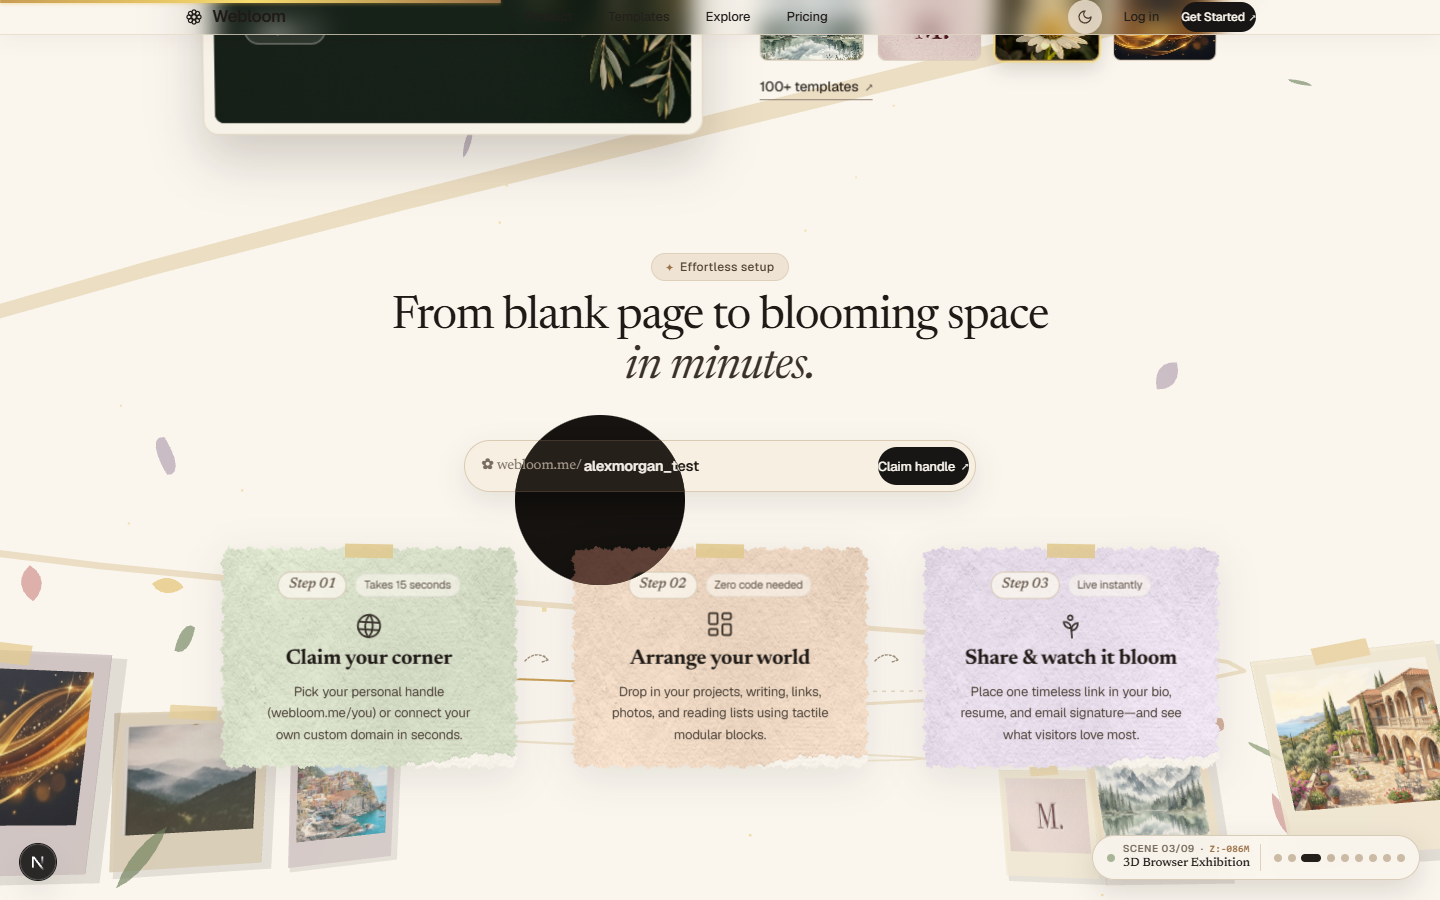 Webloom
Templates
Explore
Pricing
Log in
Get Started ↗
M.
100+ templates ↗
✦ Effortless setup
From blank page to blooming space
in minutes.
webloom.me/ alexmorgan_test
Claim handle ↗
Step 01
Takes 15 seconds
Claim your corner
Pick your personal handle
(webloom.me/you) or connect your
own custom domain in seconds.
Step 02
Zero code needed
Arrange your world
Drop in your projects, writing, links,
photos, and reading lists using tactile
modular blocks.
Step 03
Live instantly
Share & watch it bloom
Place one timeless link in your bio,
resume, and email signature—and see
what visitors love most.
M.
N
SCENE 03/09 · Z:-086M
3D Browser Exhibition